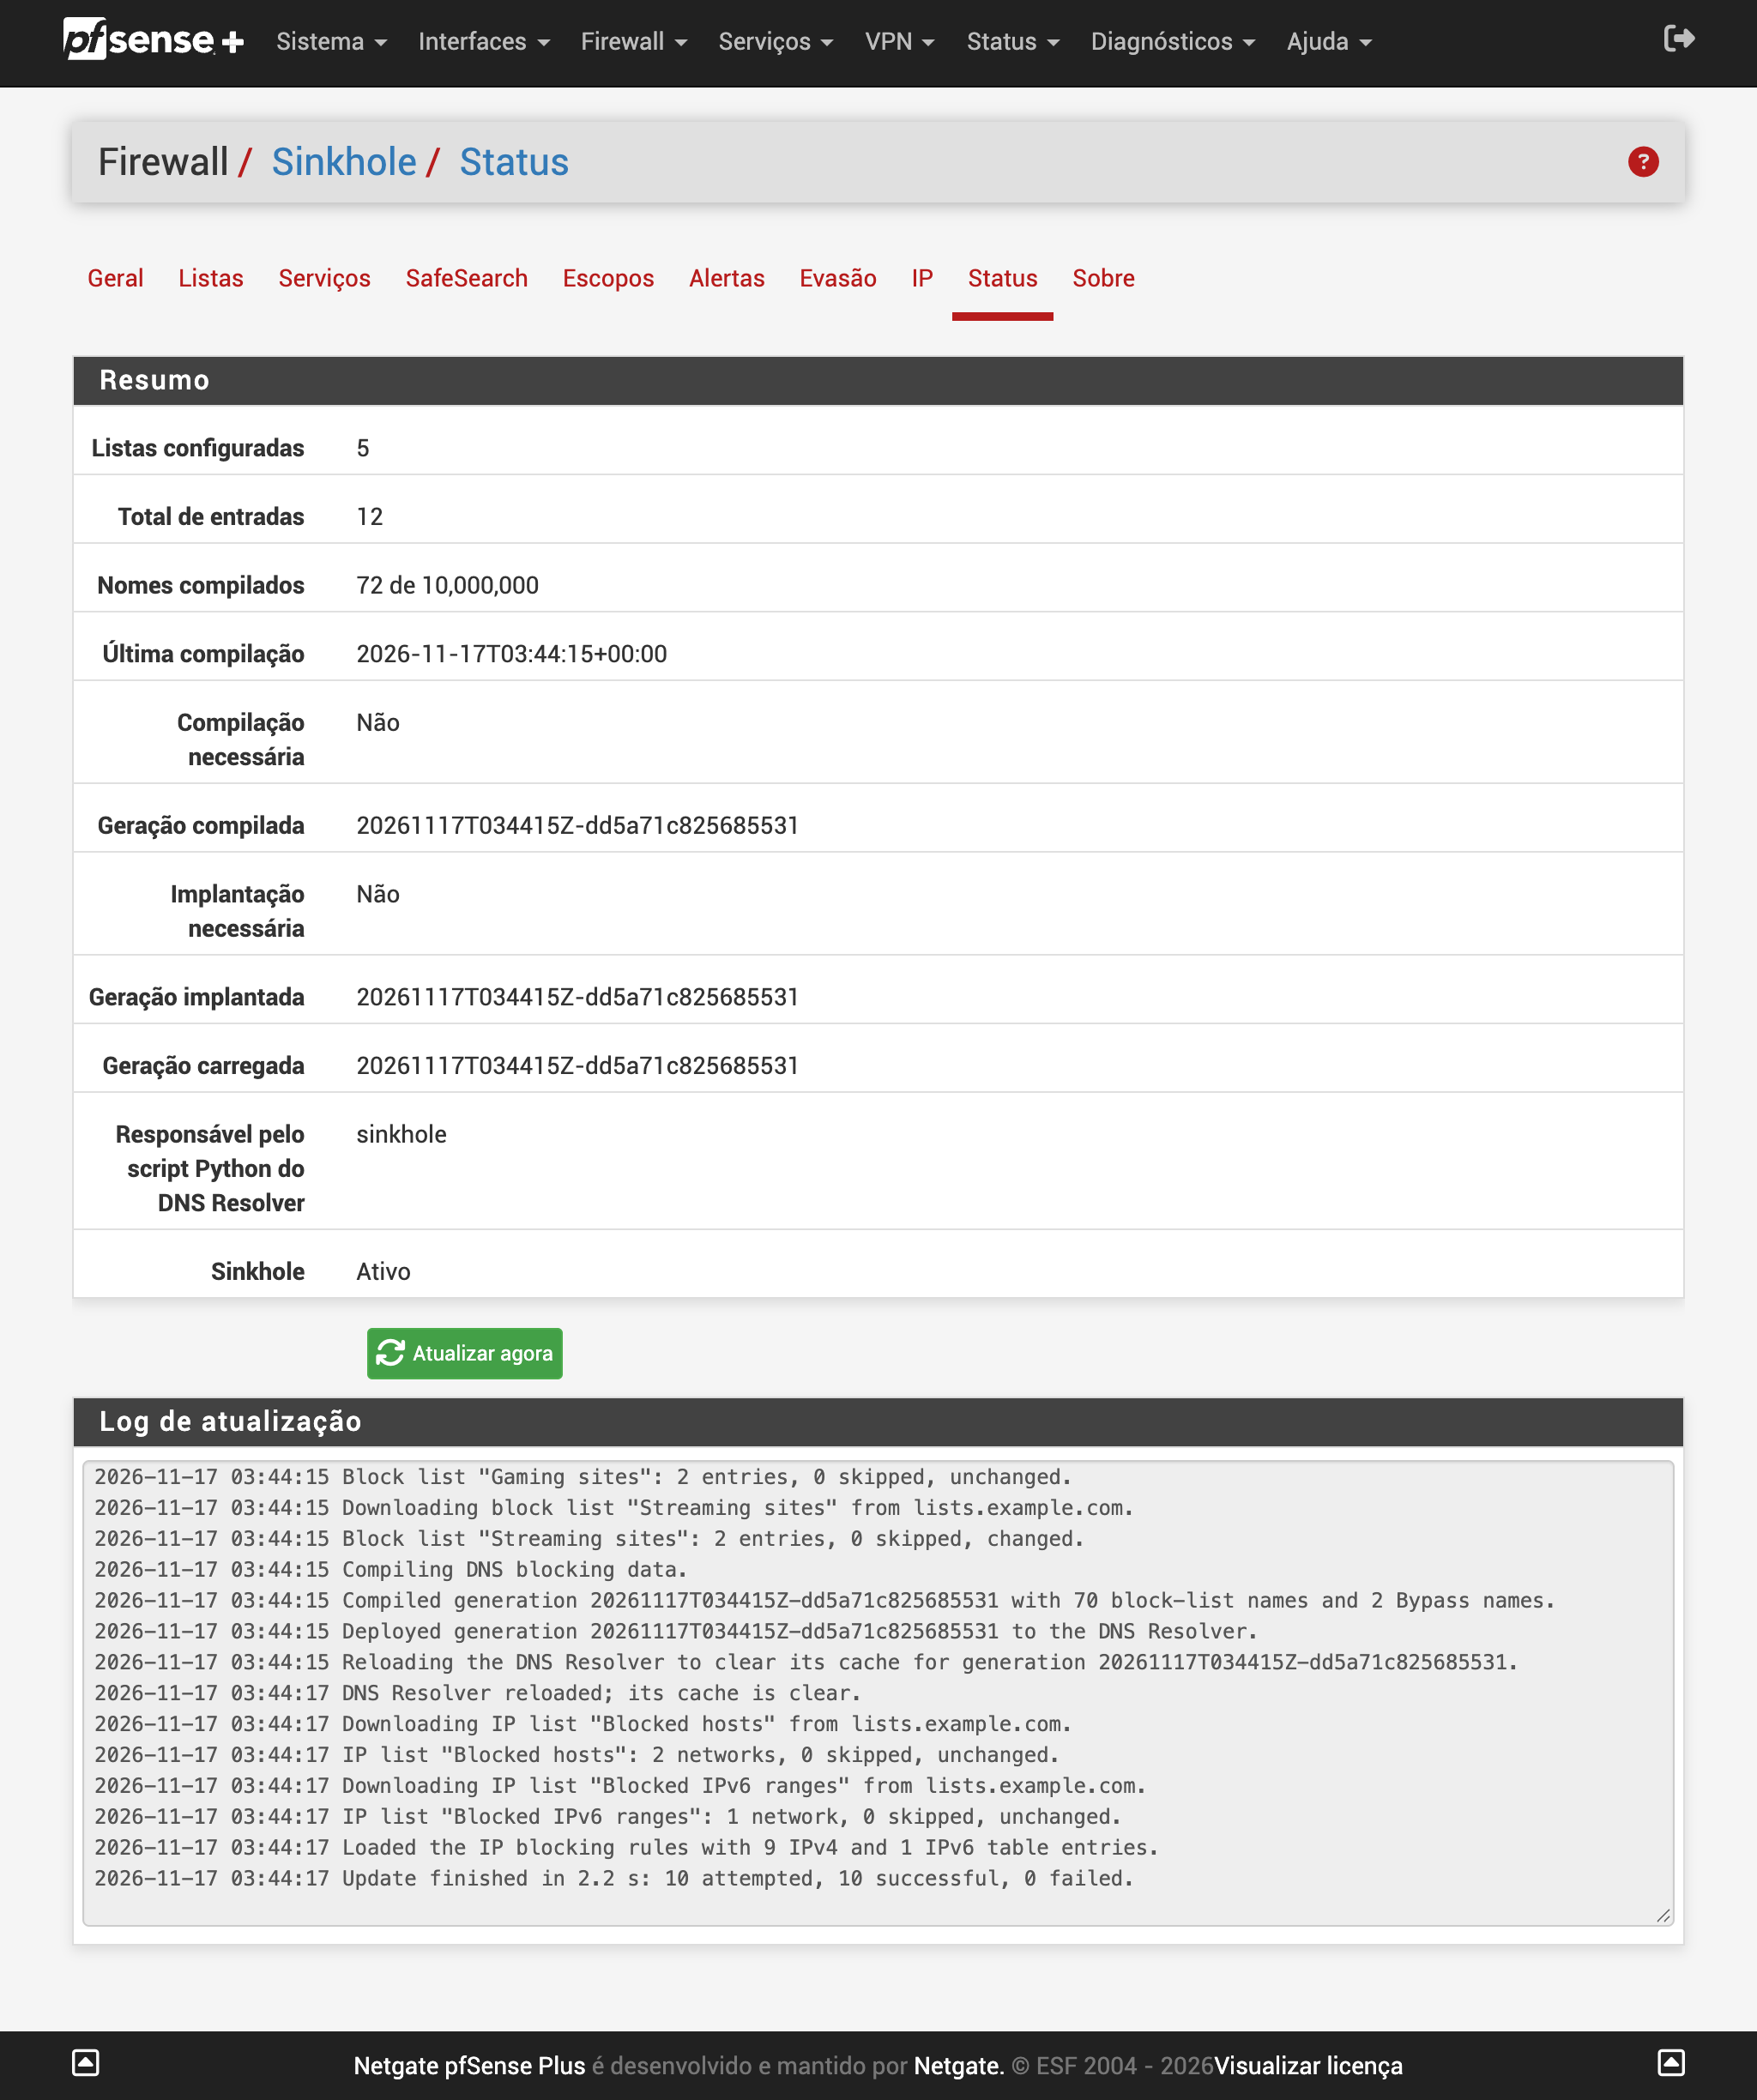 pfsense +
Sistema Interfaces Firewall Serviços VPN Status Diagnósticos Ajuda
Firewall / Sinkhole / Status
?
Geral Listas Serviços SafeSearch Escopos Alertas Evasão IP Status Sobre
Resumo
Listas configuradas 5
Total de entradas 12
Nomes compilados 72 de 10,000,000
Última compilação 2026-11-17T03:44:15+00:00
Compilação Não
necessária
Geração compilada 20261117T034415Z-dd5a71c825685531
Implantação Não
necessária
Geração implantada 20261117T034415Z-dd5a71c825685531
Geração carregada 20261117T034415Z-dd5a71c825685531
Responsável pelo sinkhole
script Python do
DNS Resolver
Sinkhole Ativo
Atualizar agora
Log de atualização
2026-11-17 03:44:15 Block list "Gaming sites": 2 entries, 0 skipped, unchanged.
2026-11-17 03:44:15 Downloading block list "Streaming sites" from lists.example.com.
2026-11-17 03:44:15 Block list "Streaming sites": 2 entries, 0 skipped, changed.
2026-11-17 03:44:15 Compiling DNS blocking data.
2026-11-17 03:44:15 Compiled generation 20261117T034415Z-dd5a71c825685531 with 70 block-list names and 2 Bypass names.
2026-11-17 03:44:15 Deployed generation 20261117T034415Z-dd5a71c825685531 to the DNS Resolver.
2026-11-17 03:44:15 Reloading the DNS Resolver to clear its cache for generation 20261117T034415Z-dd5a71c825685531.
2026-11-17 03:44:17 DNS Resolver reloaded; its cache is clear.
2026-11-17 03:44:17 Downloading IP list "Blocked hosts" from lists.example.com.
2026-11-17 03:44:17 IP list "Blocked hosts": 2 networks, 0 skipped, unchanged.
2026-11-17 03:44:17 Downloading IP list "Blocked IPv6 ranges" from lists.example.com.
2026-11-17 03:44:17 IP list "Blocked IPv6 ranges": 1 network, 0 skipped, unchanged.
2026-11-17 03:44:17 Loaded the IP blocking rules with 9 IPv4 and 1 IPv6 table entries.
2026-11-17 03:44:17 Update finished in 2.2 s: 10 attempted, 10 successful, 0 failed.
Netgate pfSense Plus é desenvolvido e mantido por Netgate. © ESF 2004 - 2026Visualizar licença